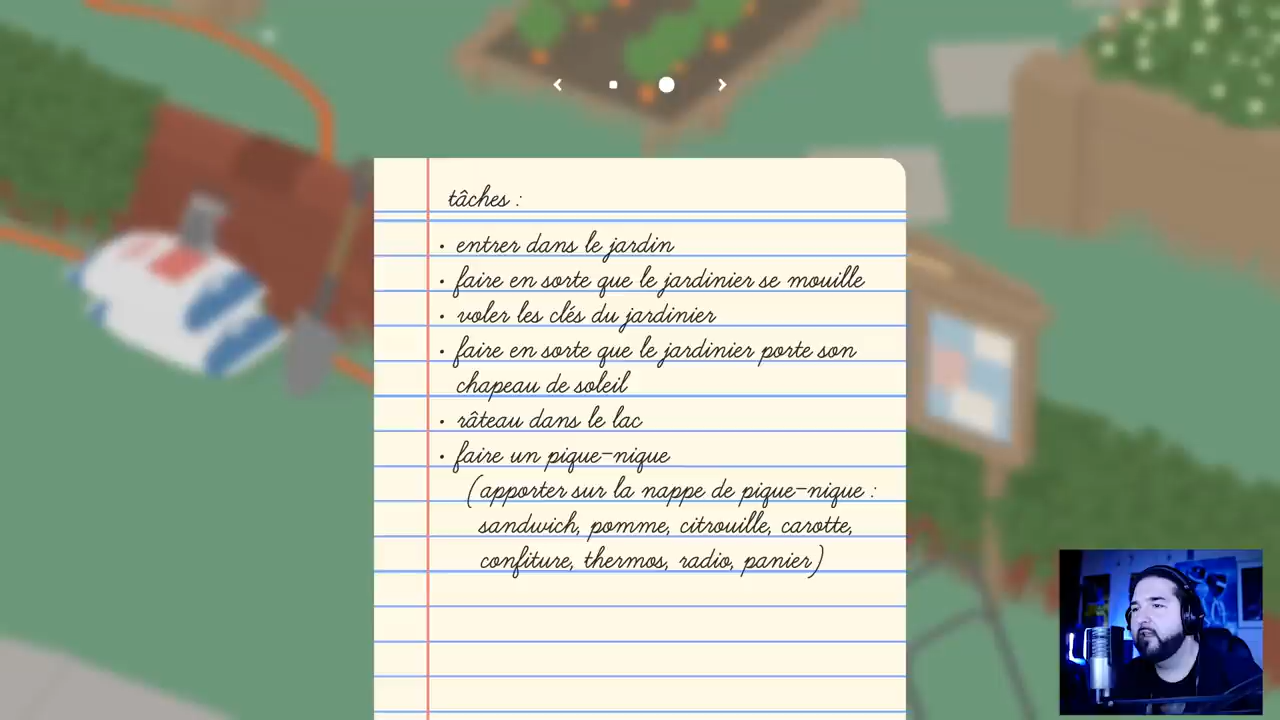 tâches :
• entrer dans le jardin
• faire en sorte que le jardinier se mouille
• voler les clés du jardinier
• faire en sorte que le jardinier porte son
chapeau de soleil
• râteau dans le lac
• faire un pique-nique
(apporter sur la nappe de pique-nique :
sandwich, pomme, citrouille, carotte,
confiture, thermos, radio, panier)